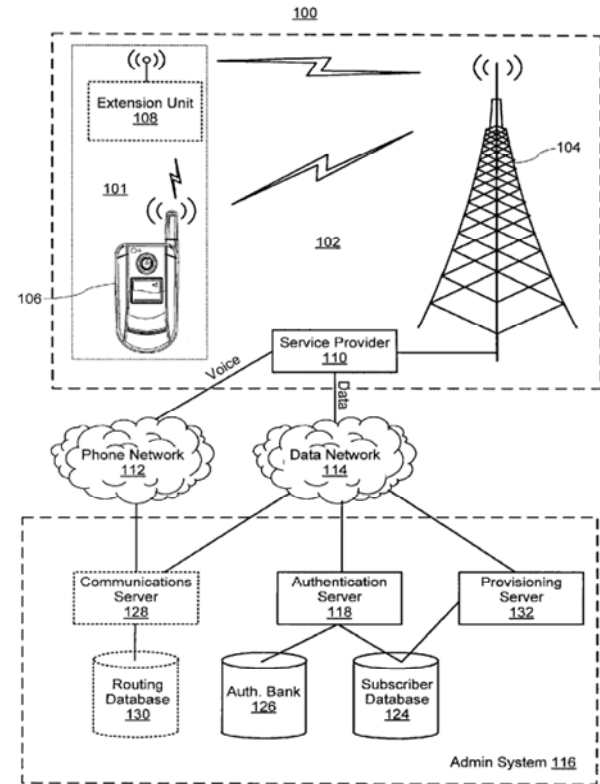 100
Extension Unit
108
104
101
102
106
Service Provider
110
Voice
Data
Phone Network
112
Data Network
114
Communications
Server
128
Authentication
Server
118
Provisioning
Server
132
Routing
Database
130
Auth. Bank
126
Subscriber
Database
124
Admin System 116